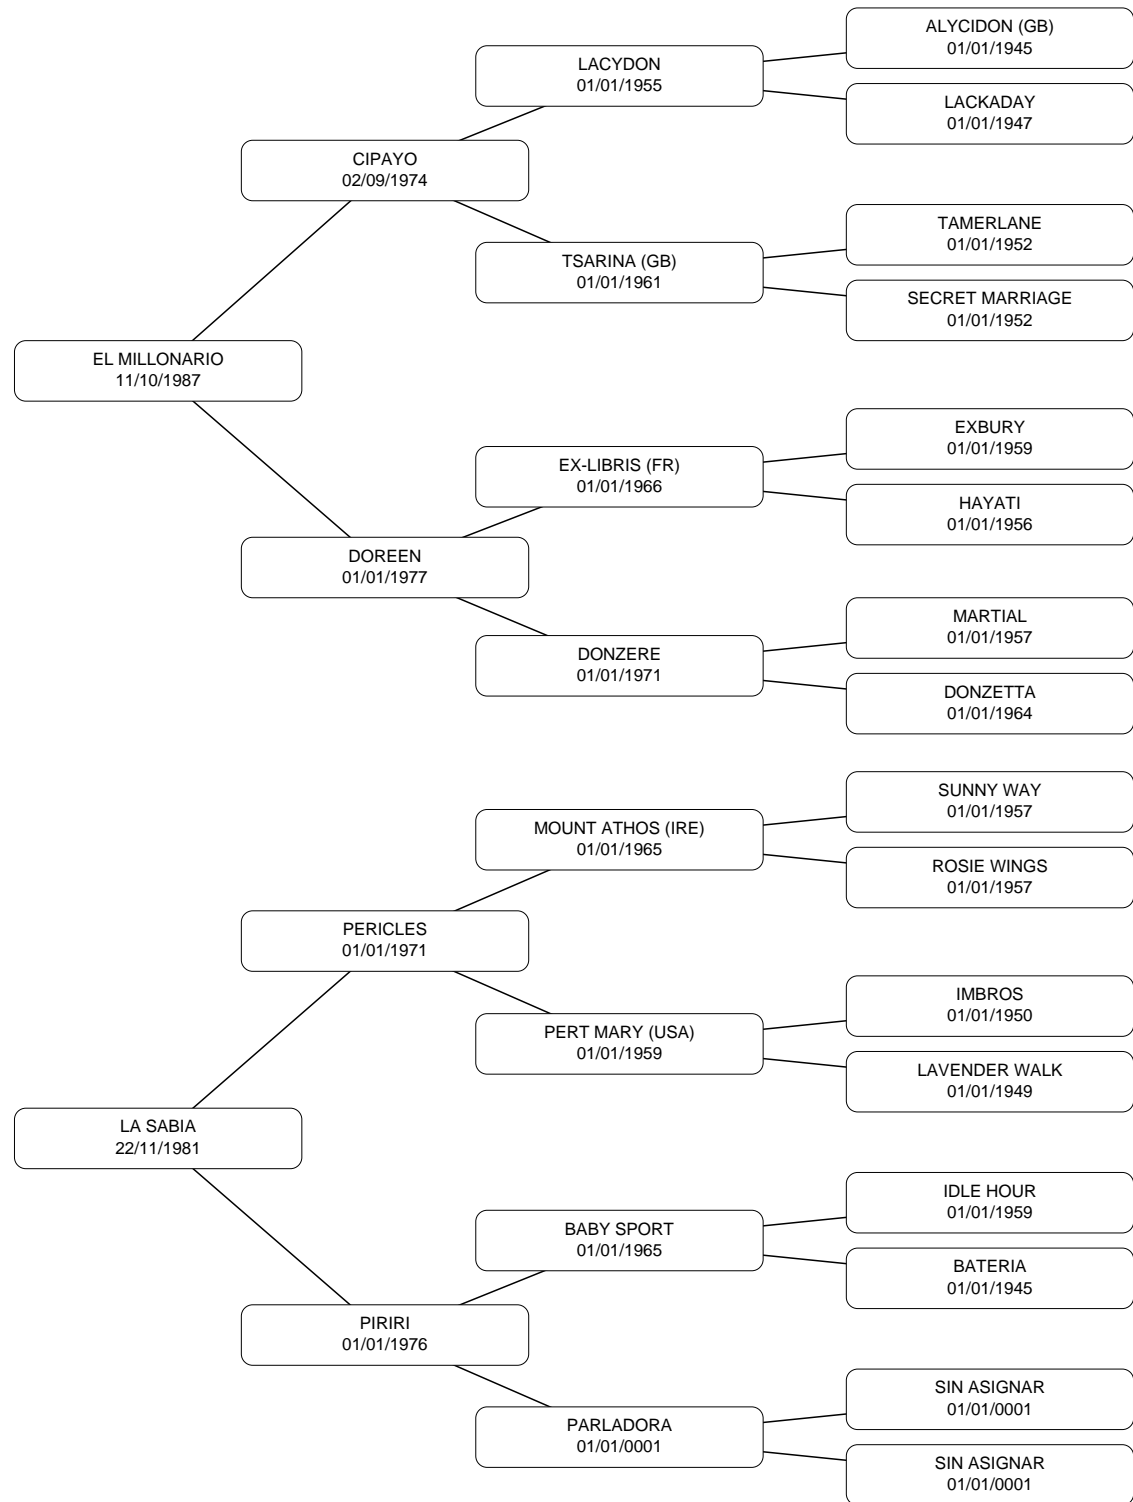 ALYCIDON (GB)
01/01/1945
LACYDON
01/01/1955
LACKADAY
01/01/1947
CIPAYO
02/09/1974
TAMERLANE
01/01/1952
TSARINA (GB)
01/01/1961
SECRET MARRIAGE
01/01/1952
EL MILLONARIO
11/10/1987
EXBURY
01/01/1959
EX-LIBRIS (FR)
01/01/1966
HAYATI
01/01/1956
DOREEN
01/01/1977
MARTIAL
01/01/1957
DONZERE
01/01/1971
DONZETTA
01/01/1964
SUNNY WAY
01/01/1957
MOUNT ATHOS (IRE)
01/01/1965
ROSIE WINGS
01/01/1957
PERICLES
01/01/1971
IMBROS
01/01/1950
PERT MARY (USA)
01/01/1959
LAVENDER WALK
01/01/1949
LA SABIA
22/11/1981
IDLE HOUR
01/01/1959
BABY SPORT
01/01/1965
BATERIA
01/01/1945
PIRIRI
01/01/1976
SIN ASIGNAR
01/01/0001
PARLADORA
01/01/0001
SIN ASIGNAR
01/01/0001